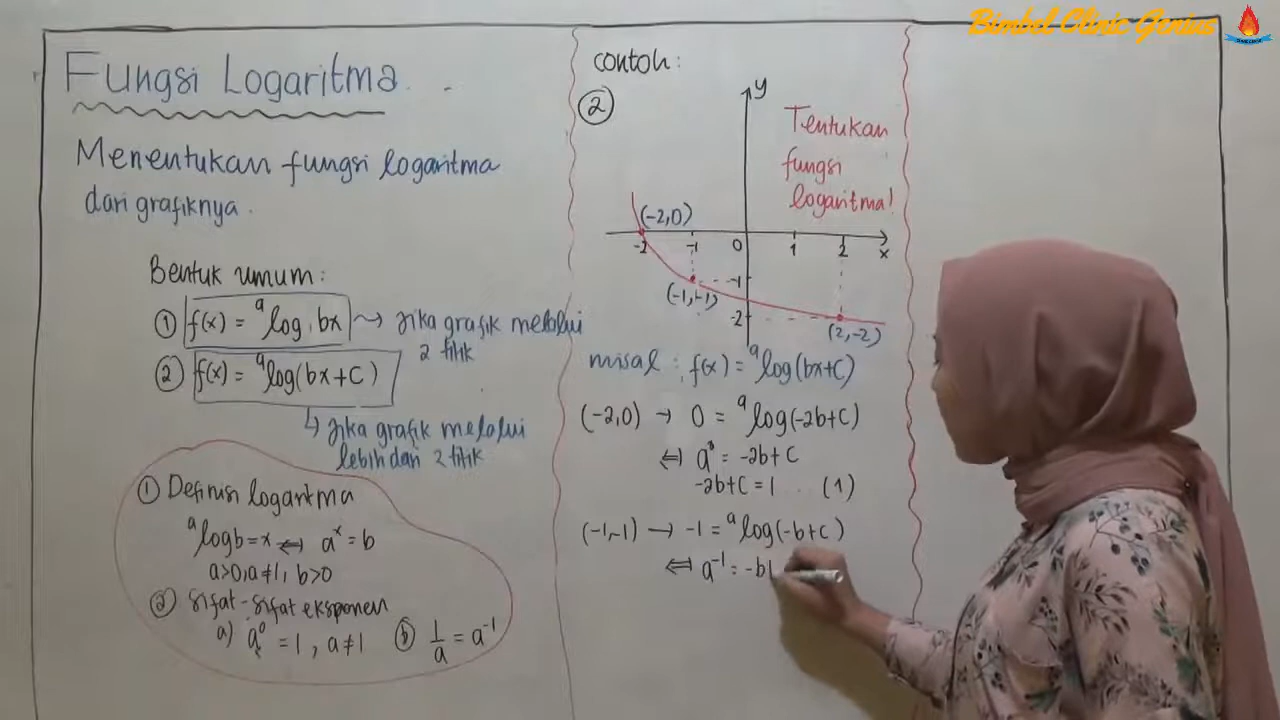 Bimbel Clinic Genius
Fungsi Logaritma
Menentukan fungsi logaritma
dari grafiknya.
Bentuk umum:
① f(x) = ᵃlog bx → Jika grafik melalui
2 titik
② f(x) = ᵃlog(bx+c)
↳ Jika grafik melalui
lebih dari 2 titik
① Definisi logaritma
ᵃlog b = x ⇔ aˣ = b
a>0, a≠1, b>0
② Sifat-sifat eksponen
a) a⁰ = 1, a≠1 ⓑ 1/a = a⁻¹
contoh:
②
y
Tentukan
fungsi
logaritma!
(-2,0)
-2 -1 0 1 2 x
-1
(-1,-1)
-2
(2,-2)
misal : f(x) = ᵃlog(bx+c)
(-2,0) → 0 = ᵃlog(-2b+c)
⇔ a⁰ = -2b+c
-2b+c = 1 ... (1)
(-1,-1) → -1 = ᵃlog(-b+c)
⇔ a⁻¹ = -b